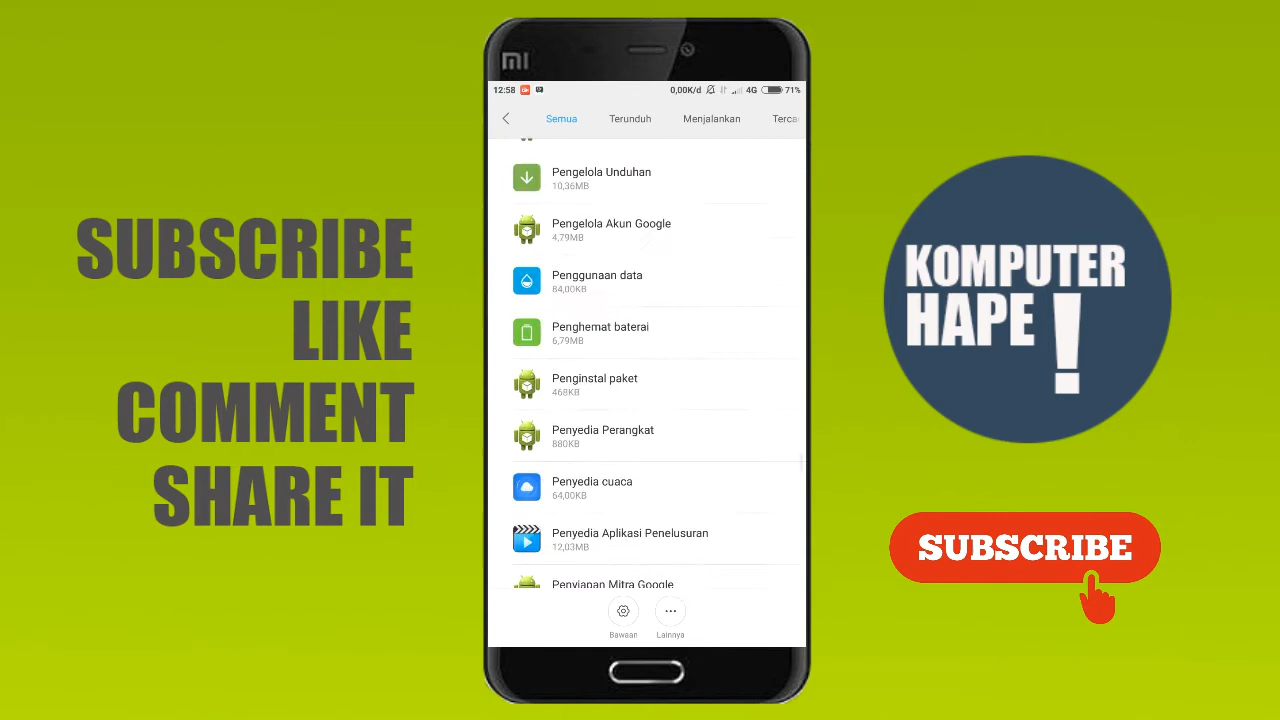 SUBSCRIBE
LIKE
COMMENT
SHARE IT
12:58
0,00K/d
4G
71%
Semua
Terunduh
Menjalankan
Terca
Pengelola Unduhan
10,36MB
Pengelola Akun Google
4,79MB
Penggunaan data
84,00KB
Penghemat baterai
6,79MB
Penginstal paket
468KB
Penyedia Perangkat
880KB
Penyedia cuaca
64,00KB
Penyedia Aplikasi Penelusuran
12,03MB
Penyiapan Mitra Google
Bawaan
Lainnya
KOMPUTER
HAPE !
SUBSCRIBE